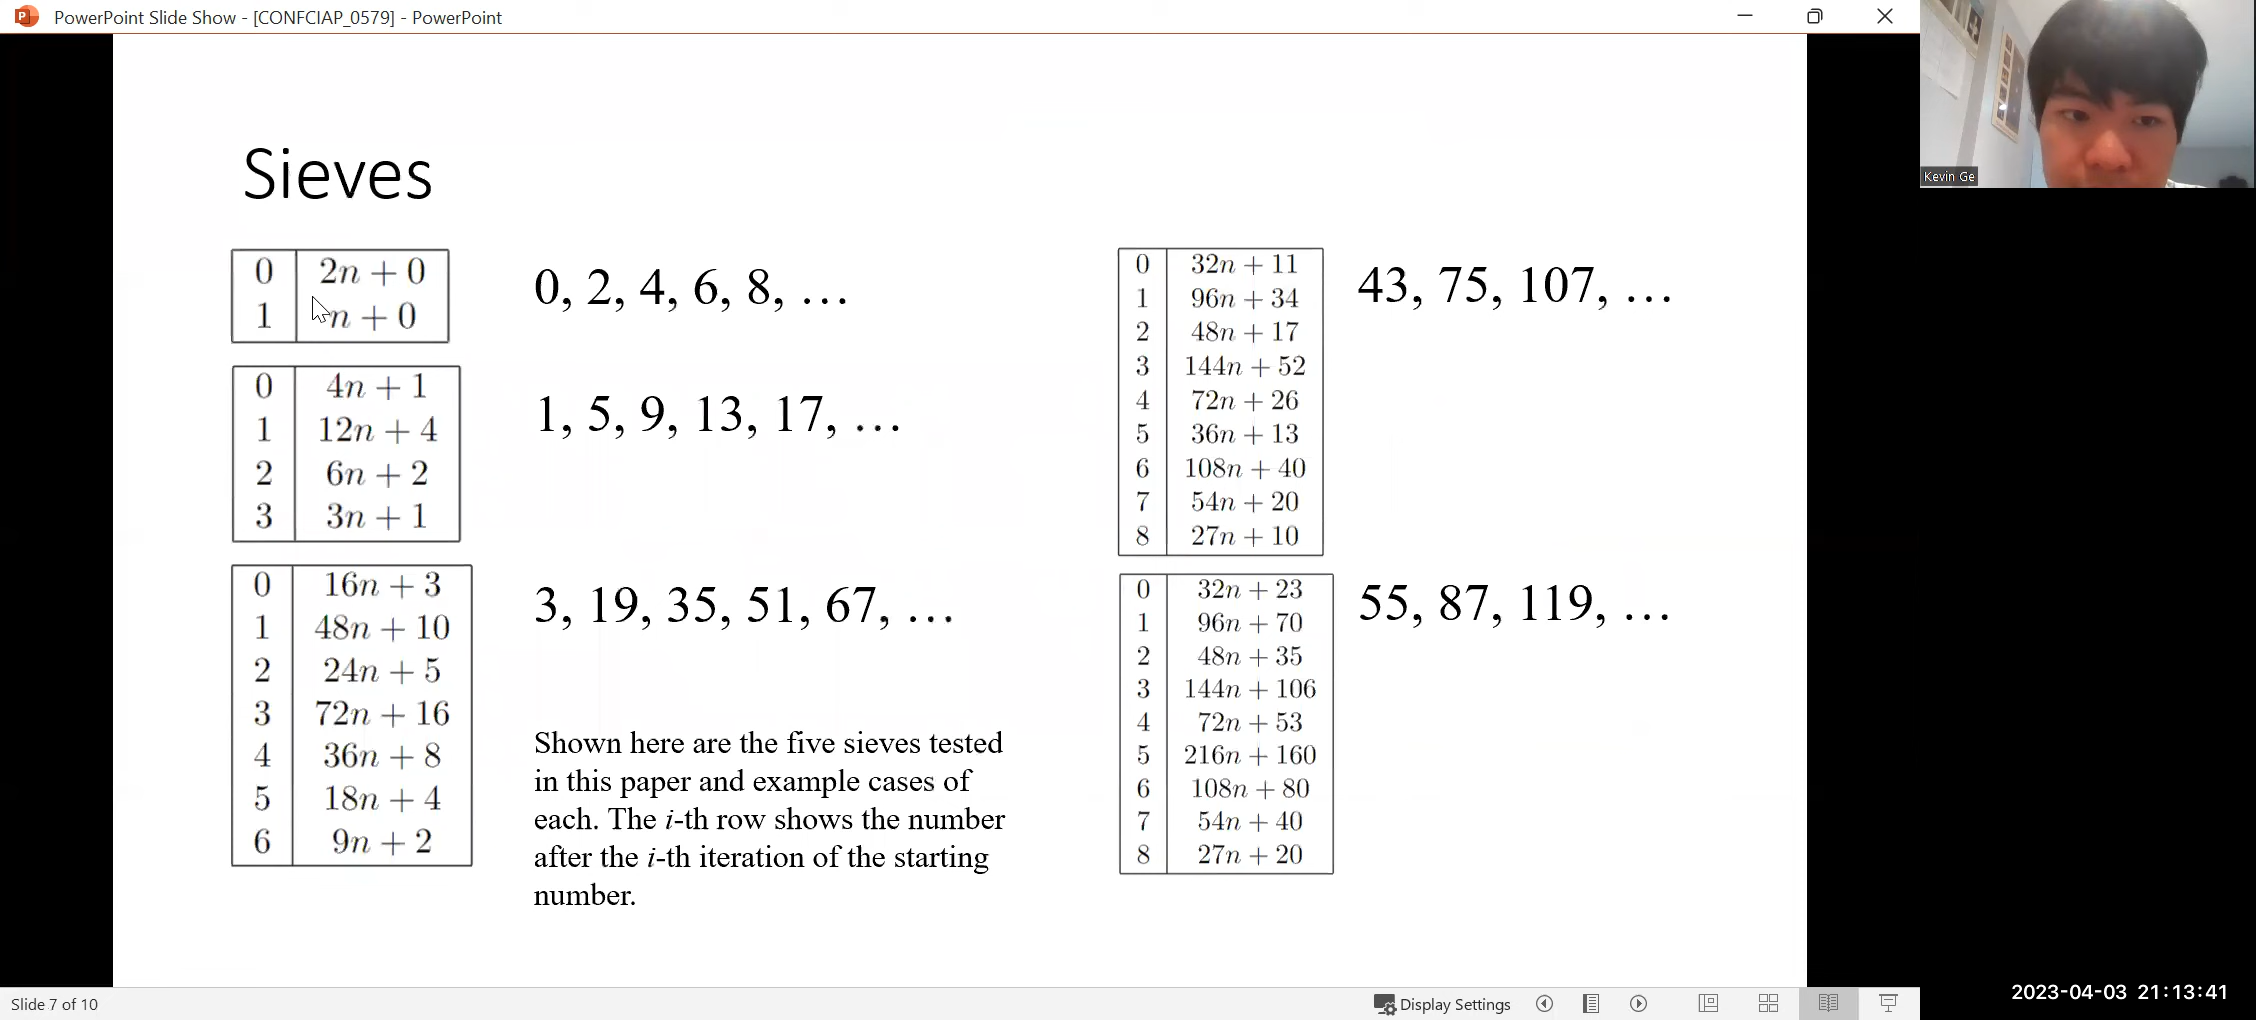 PowerPoint Slide Show - [CONFCIAP_0579] - PowerPoint
Kevin Ge
Sieves
0 2n + 0
1 n + 0
0, 2, 4, 6, 8, …
0 4n + 1
1 12n + 4
2 6n + 2
3 3n + 1
1, 5, 9, 13, 17, …
0 16n + 3
1 48n + 10
2 24n + 5
3 72n + 16
4 36n + 8
5 18n + 4
6 9n + 2
3, 19, 35, 51, 67, …
Shown here are the five sieves tested
in this paper and example cases of
each. The i-th row shows the number
after the i-th iteration of the starting
number.
0 32n + 11
1 96n + 34
2 48n + 17
3 144n + 52
4 72n + 26
5 36n + 13
6 108n + 40
7 54n + 20
8 27n + 10
43, 75, 107, …
0 32n + 23
1 96n + 70
2 48n + 35
3 144n + 106
4 72n + 53
5 216n + 160
6 108n + 80
7 54n + 40
8 27n + 20
55, 87, 119, …
Slide 7 of 10
Display Settings
2023-04-03 21:13:41